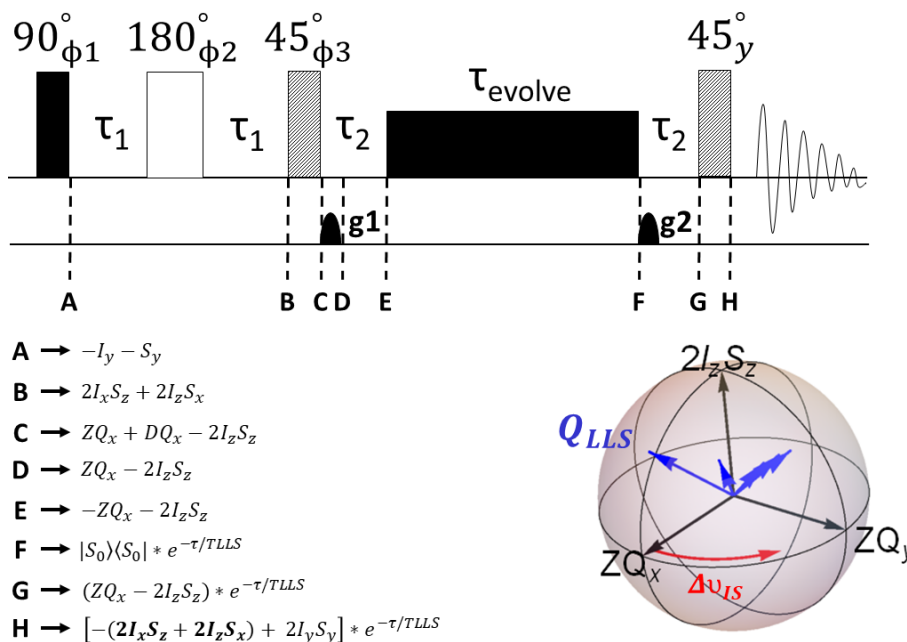 90°ϕ1 180°ϕ2 45°ϕ3 45°y
τ1 τ1 τ2 τevolve τ2
g1 g2
A B C D E F G H
A → −Iy − Sy
B → 2IxSz + 2IzSx
C → ZQx + DQx − 2IzSz
D → ZQx − 2IzSz
E → −ZQx − 2IzSz
F → |S0⟩⟨S0| ∗ e−τ/TLLS
G → (ZQx − 2IzSz) ∗ e−τ/TLLS
H → [−(2IxSz + 2IzSx) + 2IySy] ∗ e−τ/TLLS
2IzSz
QLLS
ZQy
ZQx
ΔυIS